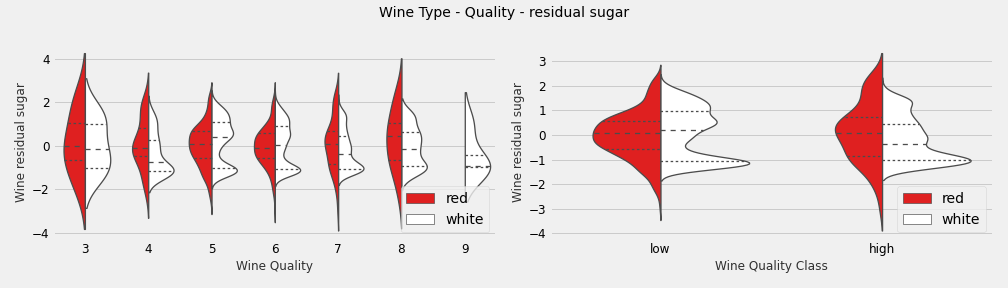 Wine Type - Quality - residual sugar
Wine residual sugar
4
2
0
−2
−4
3 4 5 6 7 8 9
Wine Quality
red
white
Wine residual sugar
3
2
1
0
−1
−2
−3
−4
low high
Wine Quality Class
red
white